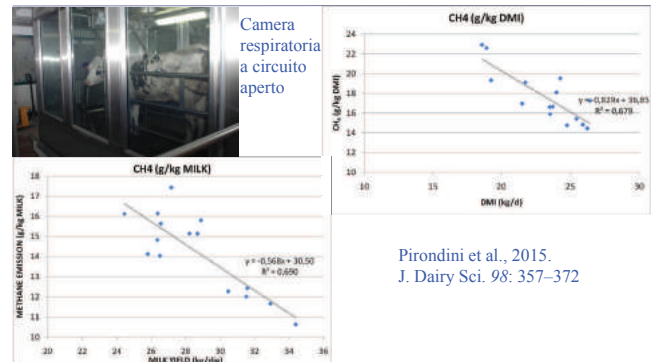 Camera
respiratoria
a circuito
aperto
CH4 (g/kg DMI)
CH₄ (g/kg DMI)
24
22
20
18
16
14
12
10
y = -0,829x + 36,85
R² = 0,679
10
15
20
25
30
DMI (kg/d)
CH4 (g/kg MILK)
METHANE EMISSION (g/kg MILK)
18
17
16
15
14
13
12
11
10
y = -0,568x + 30,50
R² = 0,690
20
22
24
26
28
30
32
34
36
MILK YIELD (kg/die)
Pirondini et al., 2015.
J. Dairy Sci. 98: 357–372